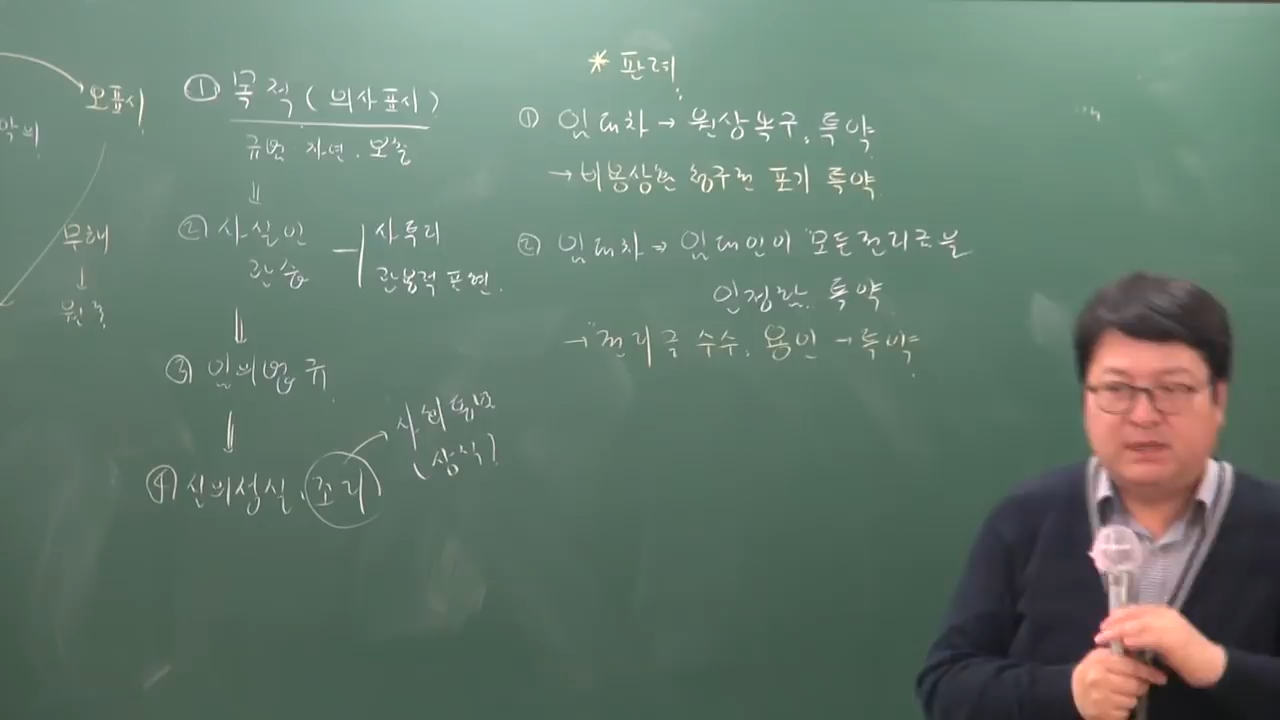 오표시
무해
↓
원칙
① 목적(의사표시)
규범, 자연, 보충
⇓
② 사실인 관습
사투리
관용적 표현.
⇓
③ 임의법규
⇓
④ 신의성실, 조리
사회통념
(상식)
* 판례
① 임대차 → 원상복구, 특약
→ 비용상환 청구권 포기 특약
② 임대차 → 임대인이 "모든 권리금을
인정함. 특약
→ "권리금 수수, 용인 → 특약